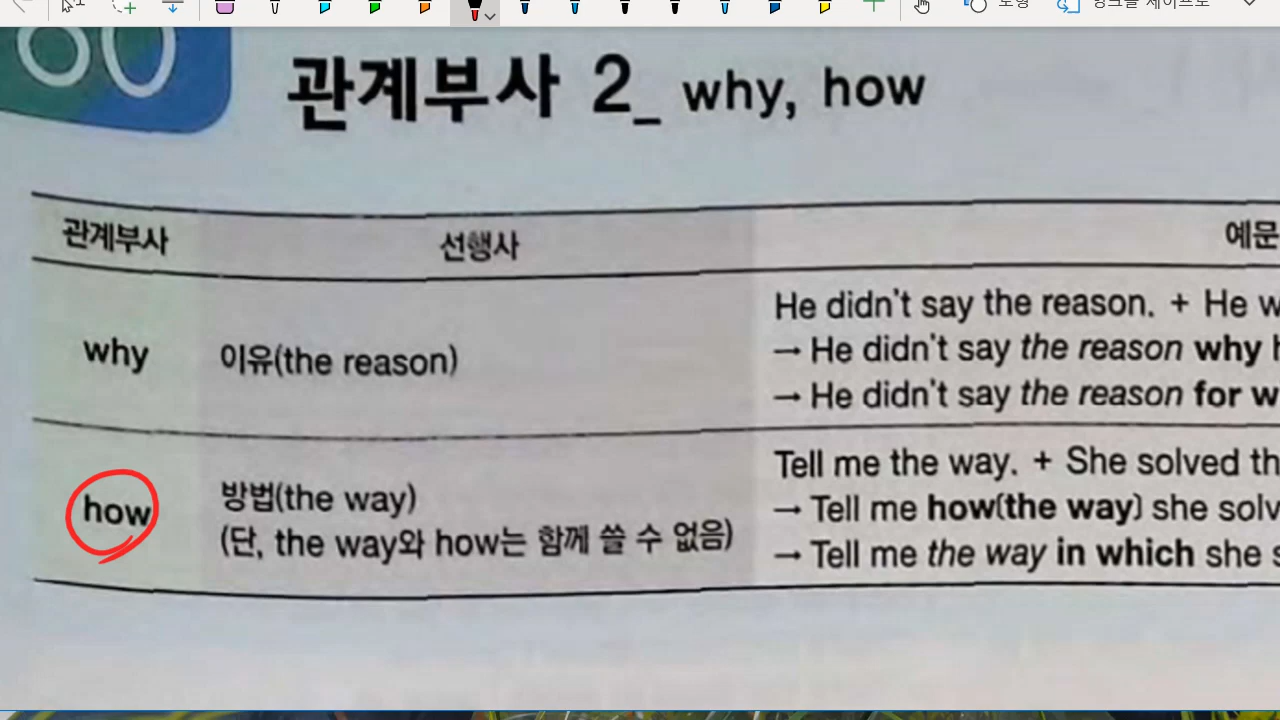 도형
60
관계부사 2_ why, how
관계부사 선행사 예문
why
이유(the reason)
He didn't say the reason. + He
→ He didn't say the reason why
→ He didn't say the reason for
how
방법(the way)
(단, the way와 how는 함께 쓸 수 없음)
Tell me the way. + She solved
→ Tell me how(the way) she
→ Tell me the way in which she